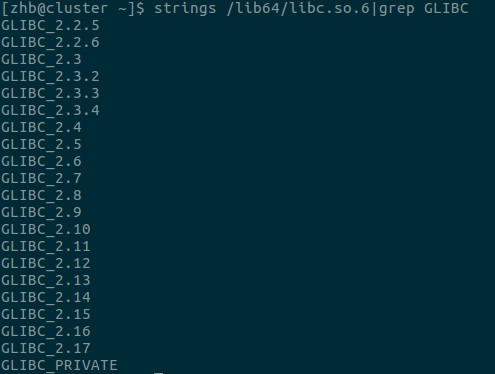 [zhb@cluster ~]$ strings /lib64/libc.so.6|grep GLIBC
GLIBC_2.2.5
GLIBC_2.2.6
GLIBC_2.3
GLIBC_2.3.2
GLIBC_2.3.3
GLIBC_2.3.4
GLIBC_2.4
GLIBC_2.5
GLIBC_2.6
GLIBC_2.7
GLIBC_2.8
GLIBC_2.9
GLIBC_2.10
GLIBC_2.11
GLIBC_2.12
GLIBC_2.13
GLIBC_2.14
GLIBC_2.15
GLIBC_2.16
GLIBC_2.17
GLIBC_PRIVATE